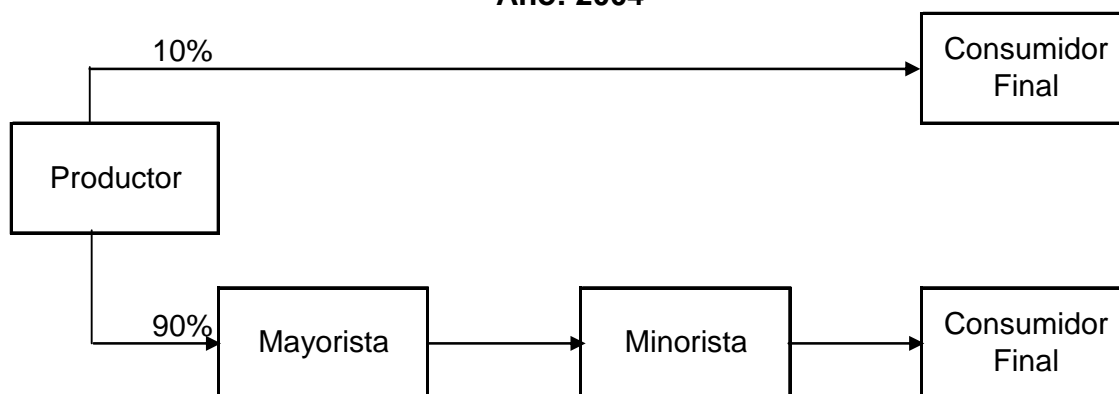 Año: 2004
10%
Consumidor
Final
Productor
90%
Mayorista
Minorista
Consumidor
Final